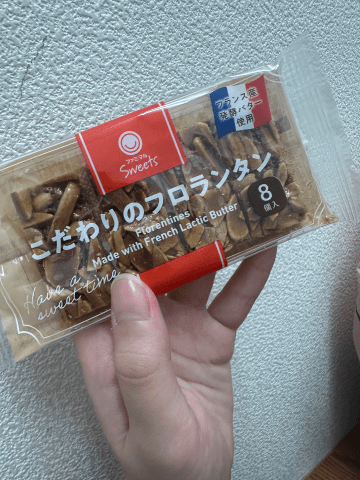 フランス産
発酵バター
使用
ファミマル
Sweets
こだわりのフロランタン
8
個入
Florentines
Made with French Lactic Butter
Have a
sweet time